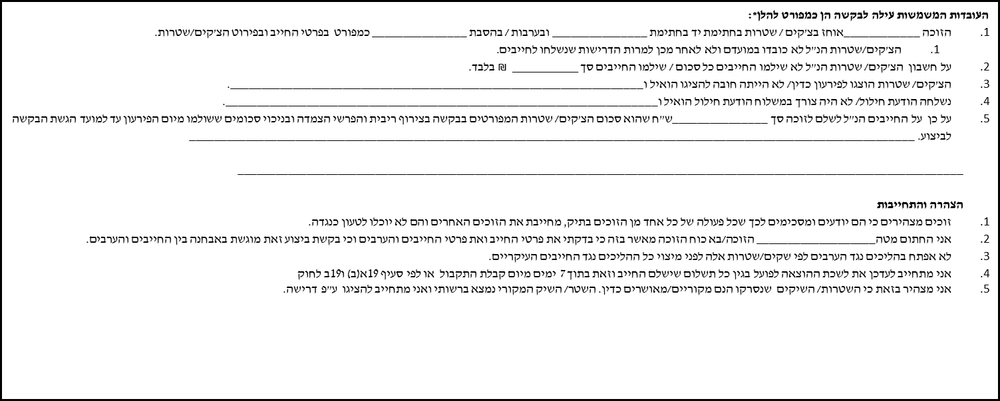 העובדות המשמשות עילה לבקשה הן כמפורט להלן*:
1. הזוכה ____________אוחז בצ'קים / שטרות בחתימת יד בחתימת _______________ ובערבות / בהסבת _______________ כמפורט בפרטי החייב ובפירוט הצ'קים/שטרות.
1. הצ'קים/שטרות הנ"ל לא כובדו במועדם ולא לאחר מכן למרות הדרישות שנשלחו לחייבים.
2. על חשבון הצ'קים/ שטרות הנ"ל לא שילמו החייבים כל סכום / שילמו החייבים סך ___________ ₪ בלבד.
3. הצ'קים/ שטרות הוצגו לפירעון כדין/ לא הייתה חובה להציגו הואיל ו____________________________________________________________________.
4. נשלחה הודעת חילול/ לא היה צורך במשלוח הודעת חילול הואיל ו_______________________________________________________________________.
5. על כן על החייבים הנ"ל לשלם לזוכה סך _______________ש"ח שהוא סכום הצ'קים/ שטרות המפורטים בבקשה בצירוף ריבית והפרשי הצמדה ובניכוי סכומים ששולמו מיום הפירעון עד למועד הגשת הבקשה
לביצוע. ________________________________________________________________________________________________________________________
________________________________________________________________________________________________________________________
הצהרה והתחייבות
1. זוכים מצהירים כי הם יודעים ומסכימים לכך שכל פעולה של כל אחד מן הזוכים בתיק, מחייבת את הזוכים האחרים והם לא יוכלו לטעון כנגדה.
2. אני החתום מטה___________________ הזוכה/בא כוח הזוכה מאשר בזה כי בדקתי את פרטי החייב ואת פרטי החייבים והערבים וכי בקשת ביצוע זאת מוגשת באבחנה בין החייבים והערבים.
3. לא אפתח בהליכים נגד הערבים לפי שקים/שטרות אלה לפני מיצוי כל ההליכים נגד החייבים העיקריים.
4. אני מתחייב לעדכן את לשכת ההוצאה לפועל בגין כל תשלום שישלם החייב וזאת בתוך 7 ימים מיום קבלת התקבול או לפי סעיף 19א(ב) ו19ב לחוק
5. אני מצהיר בזאת כי השטרות/ השיקים שנסרקו הנם מקוריים/מאושרים כדין. השטר/ השיק המקורי נמצא ברשותי ואני מתחייב להציגו ע"פ דרישה.